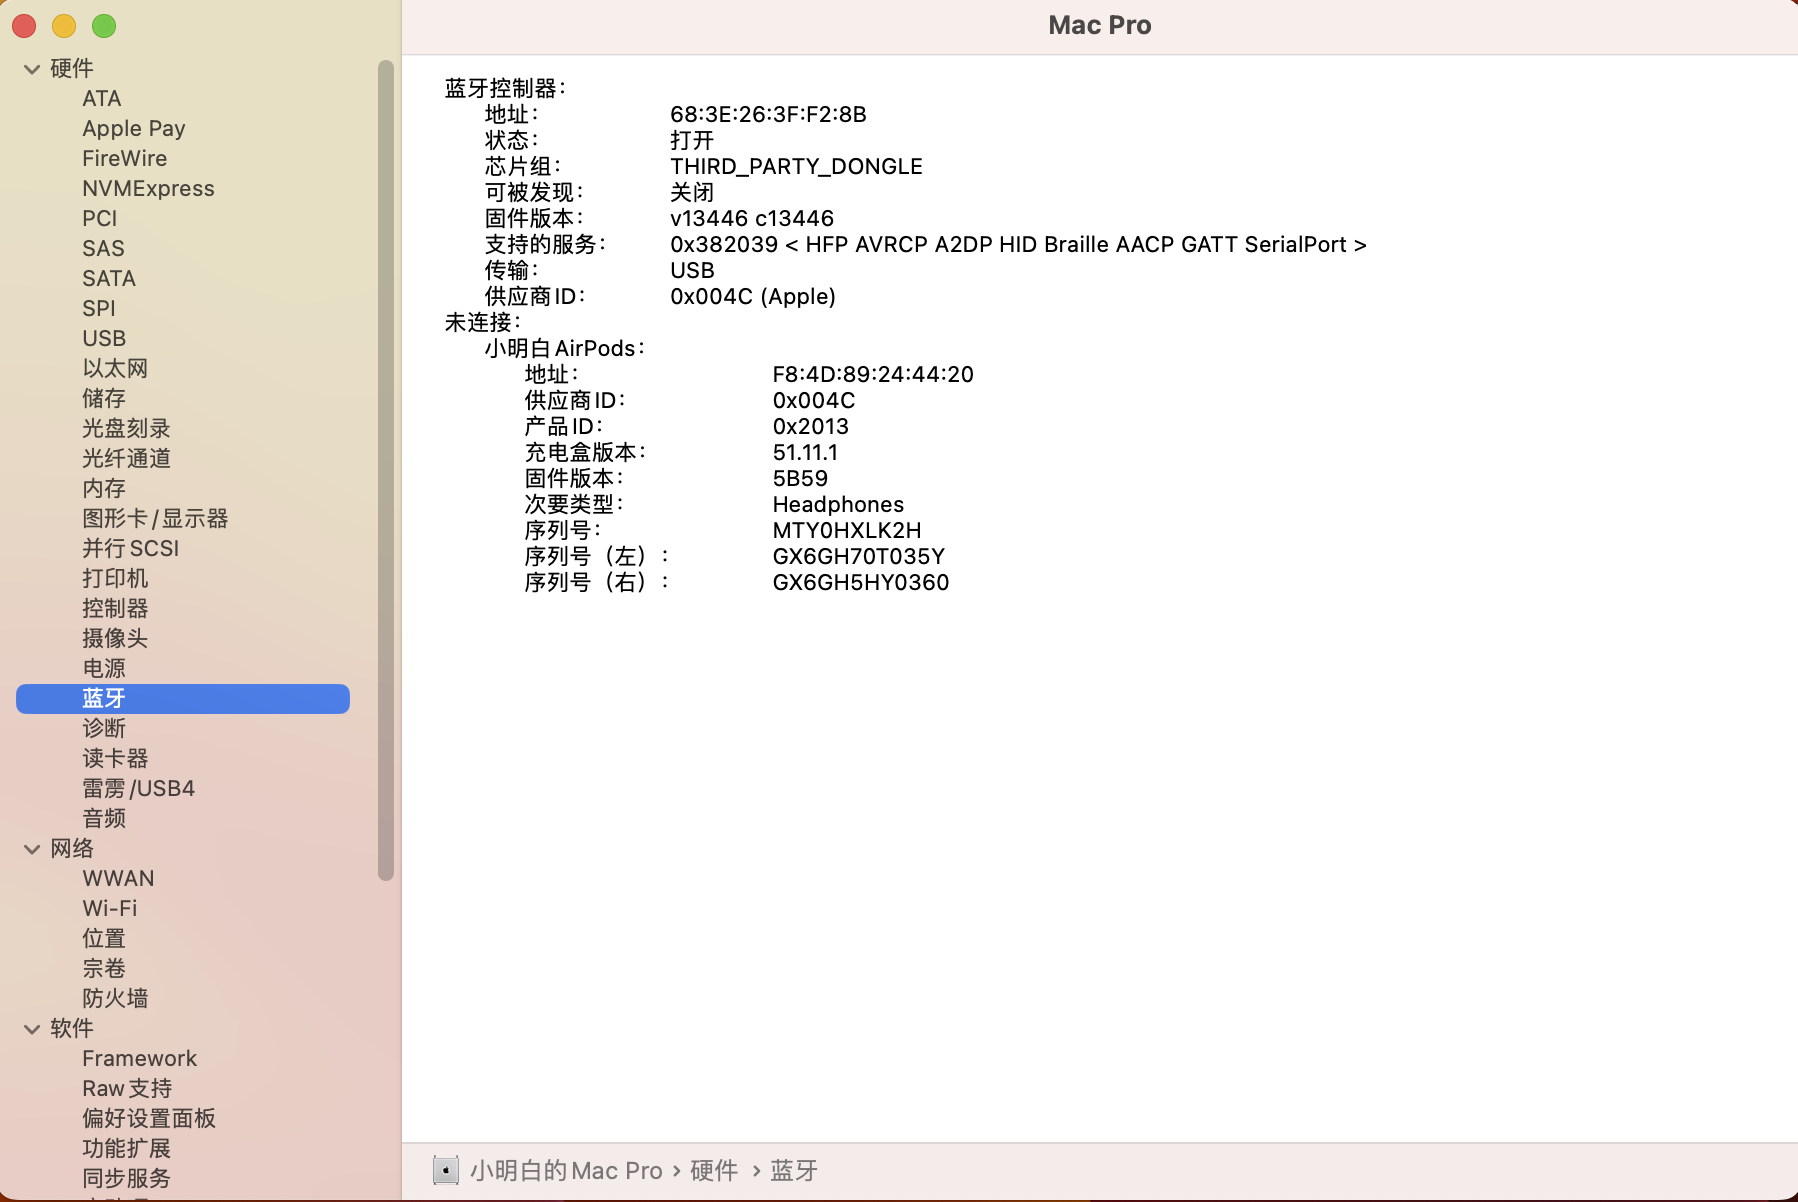 Mac Pro
硬件
ATA
Apple Pay
FireWire
NVMExpress
PCI
SAS
SATA
SPI
USB
以太网
储存
光盘刻录
光纤通道
内存
图形卡/显示器
并行SCSI
打印机
控制器
摄像头
电源
蓝牙
诊断
读卡器
雷雳/USB4
音频
网络
WWAN
Wi-Fi
位置
宗卷
防火墙
软件
Framework
Raw支持
偏好设置面板
功能扩展
同步服务
蓝牙控制器：
地址： 68:3E:26:3F:F2:8B
状态： 打开
芯片组： THIRD_PARTY_DONGLE
可被发现： 关闭
固件版本： v13446 c13446
支持的服务： 0x382039 < HFP AVRCP A2DP HID Braille AACP GATT SerialPort >
传输： USB
供应商ID： 0x004C (Apple)
未连接：
小明白AirPods：
地址： F8:4D:89:24:44:20
供应商ID： 0x004C
产品ID： 0x2013
充电盒版本： 51.11.1
固件版本： 5B59
次要类型： Headphones
序列号： MTY0HXLK2H
序列号（左）： GX6GH70T035Y
序列号（右）： GX6GH5HY0360
小明白的Mac Pro › 硬件 › 蓝牙